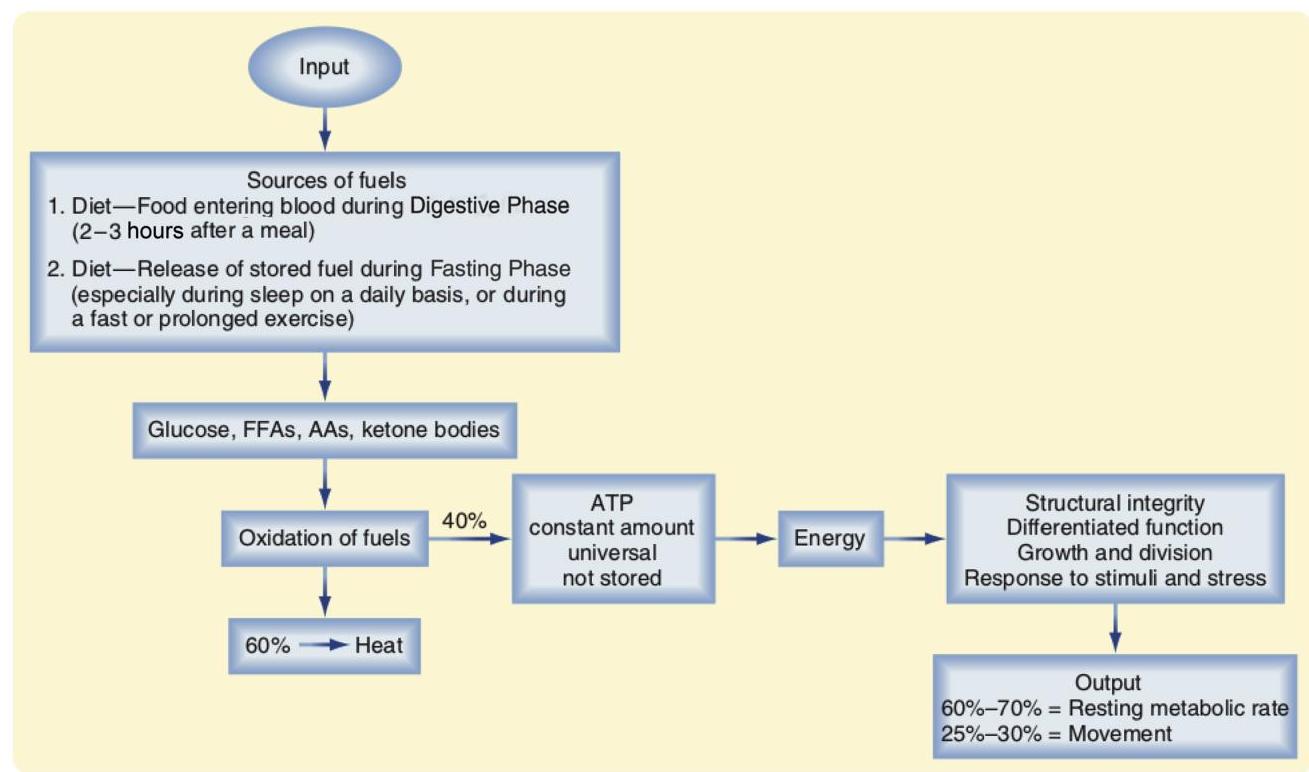 Input
Sources of fuels
1. Diet—Food entering blood during Digestive Phase
(2–3 hours after a meal)
2. Diet—Release of stored fuel during Fasting Phase
(especially during sleep on a daily basis, or during
a fast or prolonged exercise)
Glucose, FFAs, AAs, ketone bodies
Oxidation of fuels
40%
ATP
constant amount
universal
not stored
Energy
Structural integrity
Differentiated function
Growth and division
Response to stimuli and stress
60% Heat
Output
60%–70% = Resting metabolic rate
25%–30% = Movement